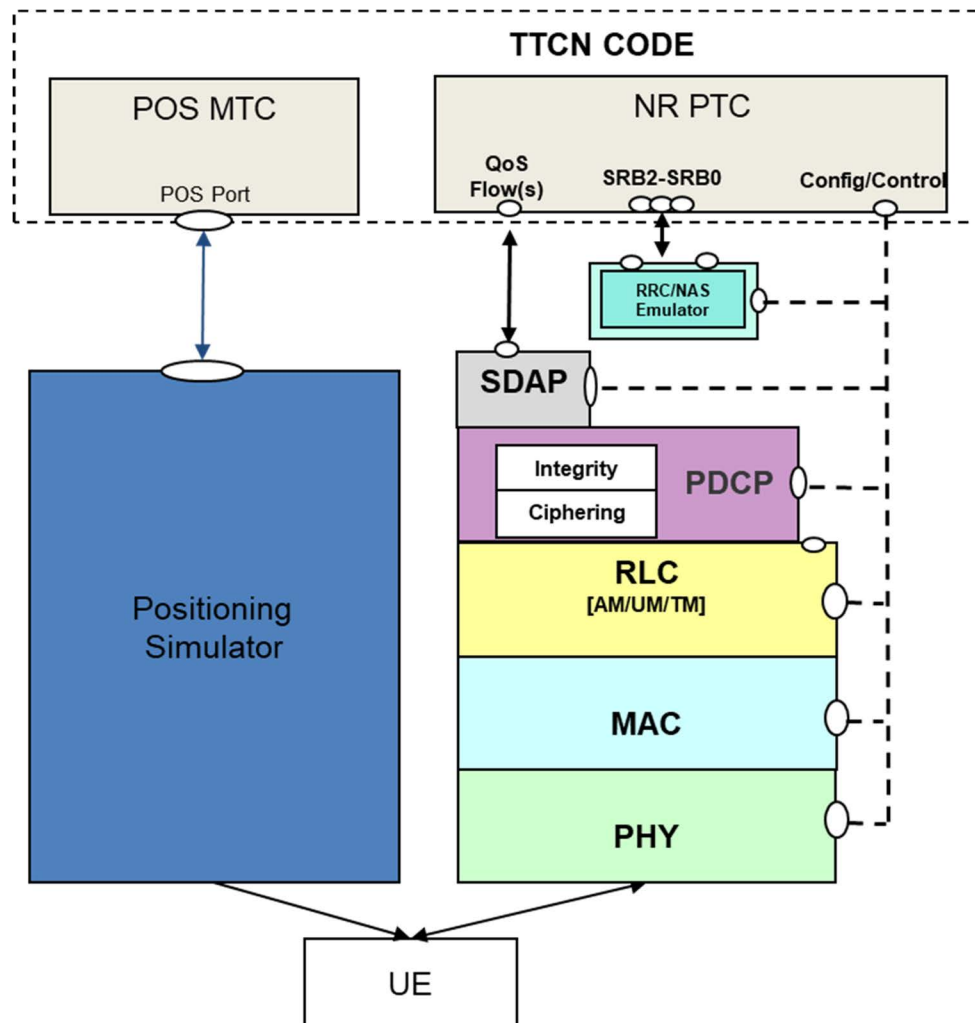 TTCN CODE
POS MTC
POS Port
NR PTC
QoS
Flow(s)
SRB2-SRB0
Config/Control
RRC/NAS
Emulator
SDAP
Integrity
Ciphering
PDCP
RLC
[AM/UM/TM]
MAC
PHY
Positioning
Simulator
UE